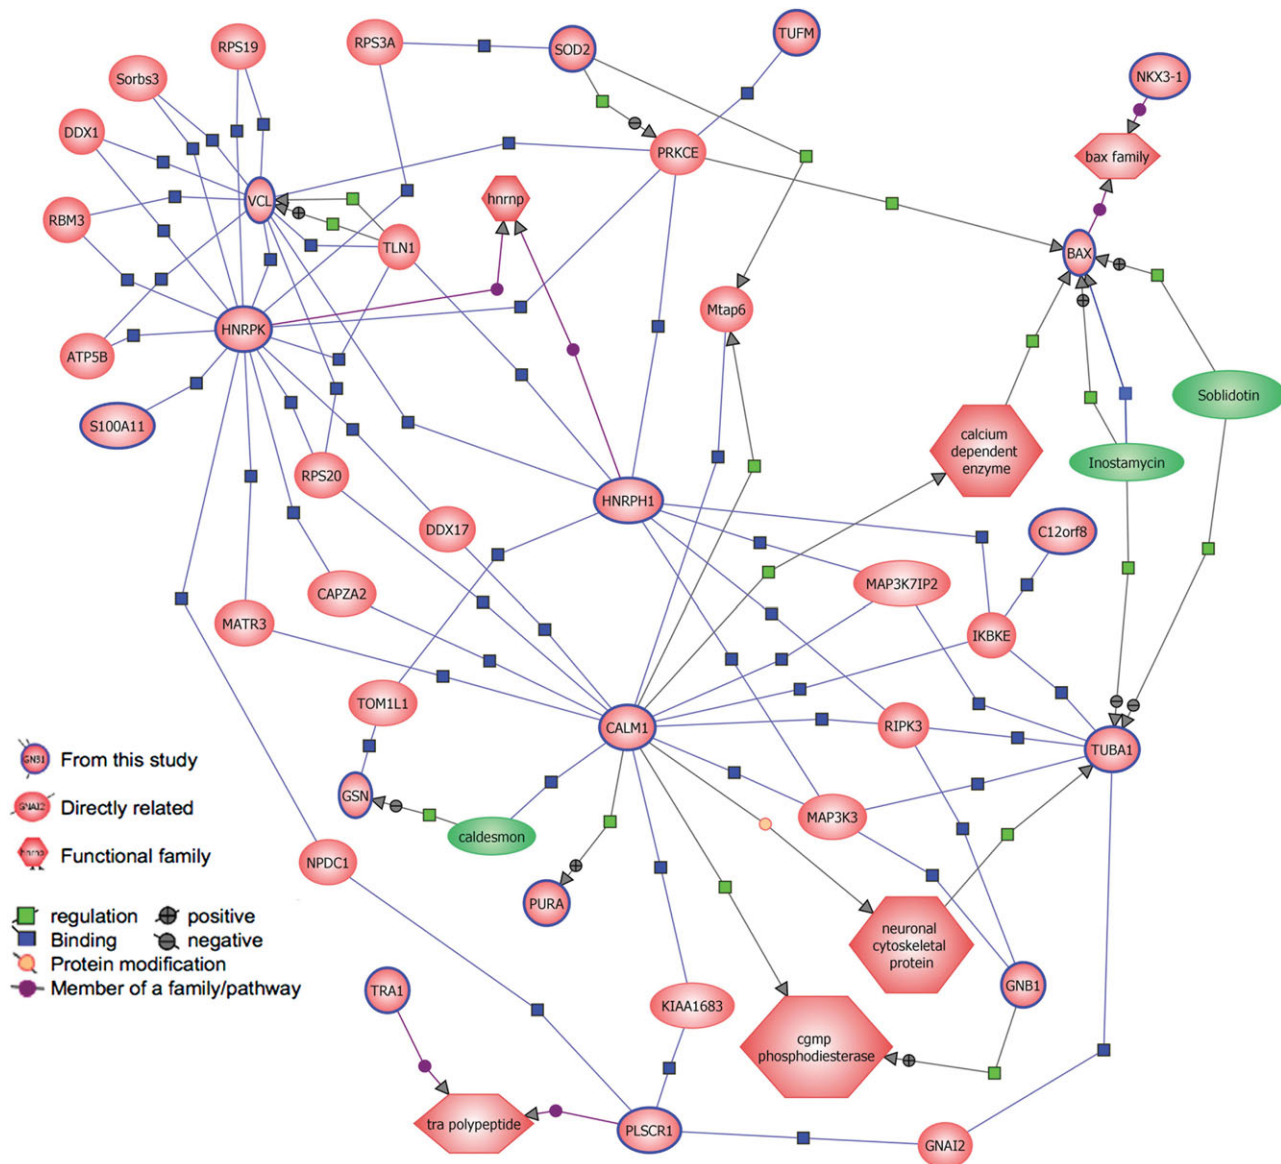 RPS19
RPS3A
SOD2
TUFM
Sorbs3
NKX3-1
DDX1
PRKCE
bax family
hnrnp
VCL
RBM3
TLN1
BAX
Mtap6
HNRPK
ATP5B
Soblidotin
S100A11
calcium
dependent
enzyme
Inostamycin
RPS20
HNRPH1
DDX17
C12orf8
MAP3K7IP2
CAPZA2
MATR3
IKBKE
TOM1L1
CALM1
RIPK3
TUBA1
GNB1
From this study
GSN
GNAI2
Directly related
MAP3K3
caldesmon
hnrnp
Functional family
NPDC1
PURA
regulation
positive
Binding
negative
Protein modification
Member of a family/pathway
neuronal
cytoskeletal
protein
TRA1
KIAA1683
GNB1
cgmp
phosphodiesterase
tra polypeptide
PLSCR1
GNAI2